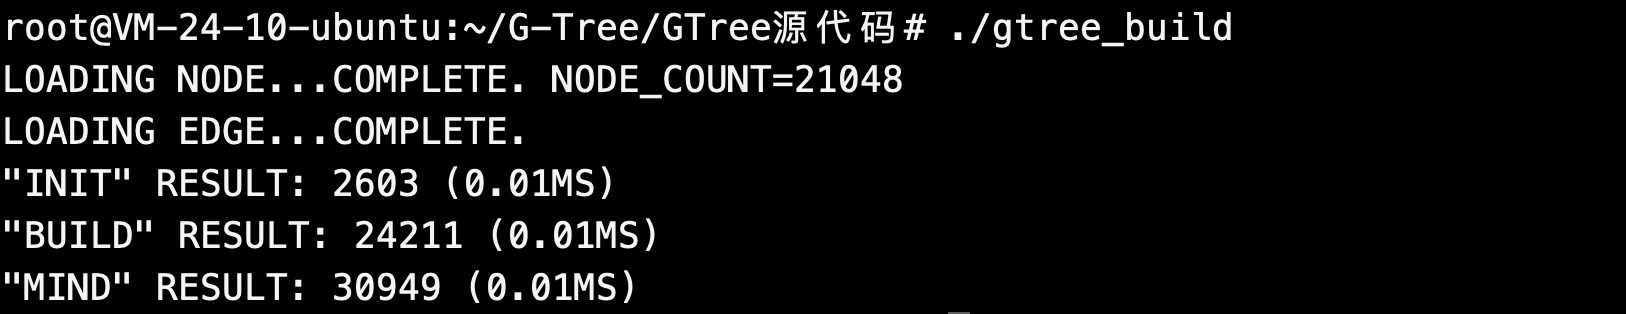 root@VM-24-10-ubuntu:~/G-Tree/GTree源代码# ./gtree_build
LOADING NODE...COMPLETE. NODE_COUNT=21048
LOADING EDGE...COMPLETE.
"INIT" RESULT: 2603 (0.01MS)
"BUILD" RESULT: 24211 (0.01MS)
"MIND" RESULT: 30949 (0.01MS)